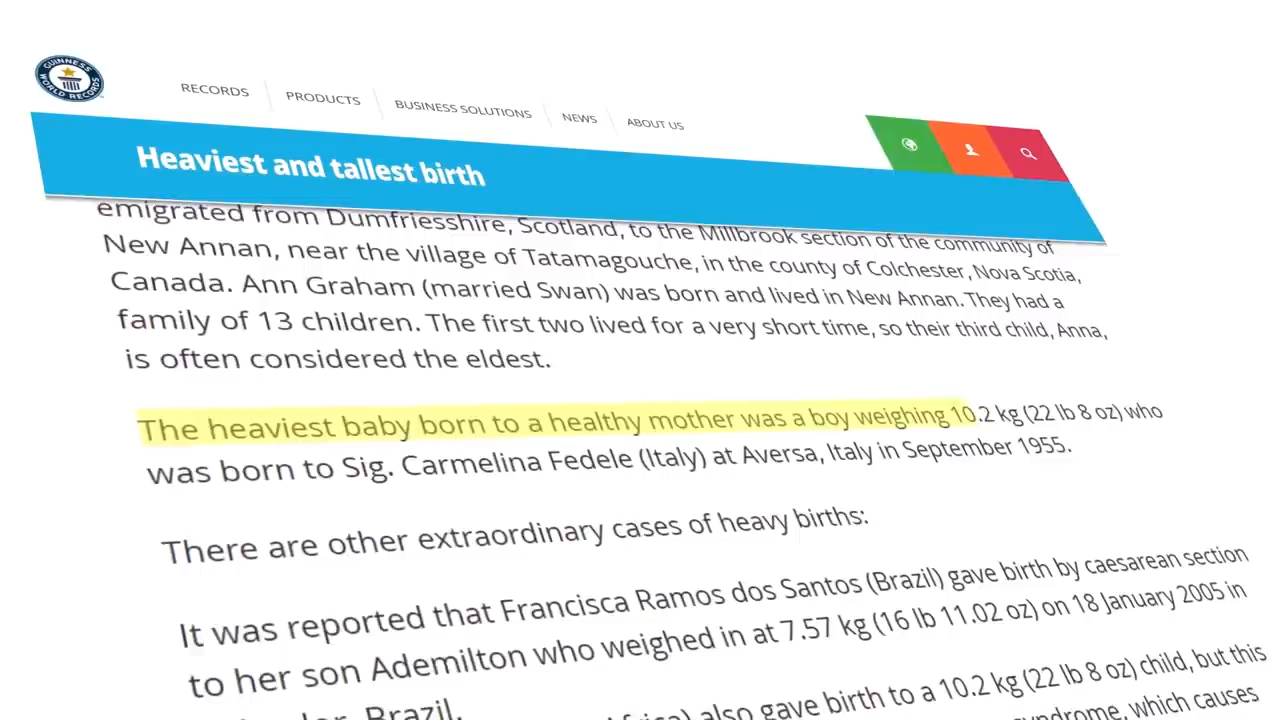 GUINNESS WORLD RECORDS
RECORDS
PRODUCTS
BUSINESS SOLUTIONS
NEWS
ABOUT US
Heaviest and tallest birth
emigrated from Dumfriesshire, Scotland, to the Millbrook section of the community of
New Annan, near the village of Tatamagouche, in the county of Colchester, Nova Scotia,
Canada. Ann Graham (married Swan) was born and lived in New Annan. They had a
family of 13 children. The first two lived for a very short time, so their third child, Anna,
is often considered the eldest.
The heaviest baby born to a healthy mother was a boy weighing 10.2 kg (22 lb 8 oz) who
was born to Sig. Carmelina Fedele (Italy) at Aversa, Italy in September 1955.
There are other extraordinary cases of heavy births:
It was reported that Francisca Ramos dos Santos (Brazil) gave birth by caesarean section
to her son Ademilton who weighed in at 7.57 kg (16 lb 11.02 oz) on 18 January 2005 in
Brazil.
also gave birth to a 10.2 kg (22 lb 8 oz) child, but this
which causes